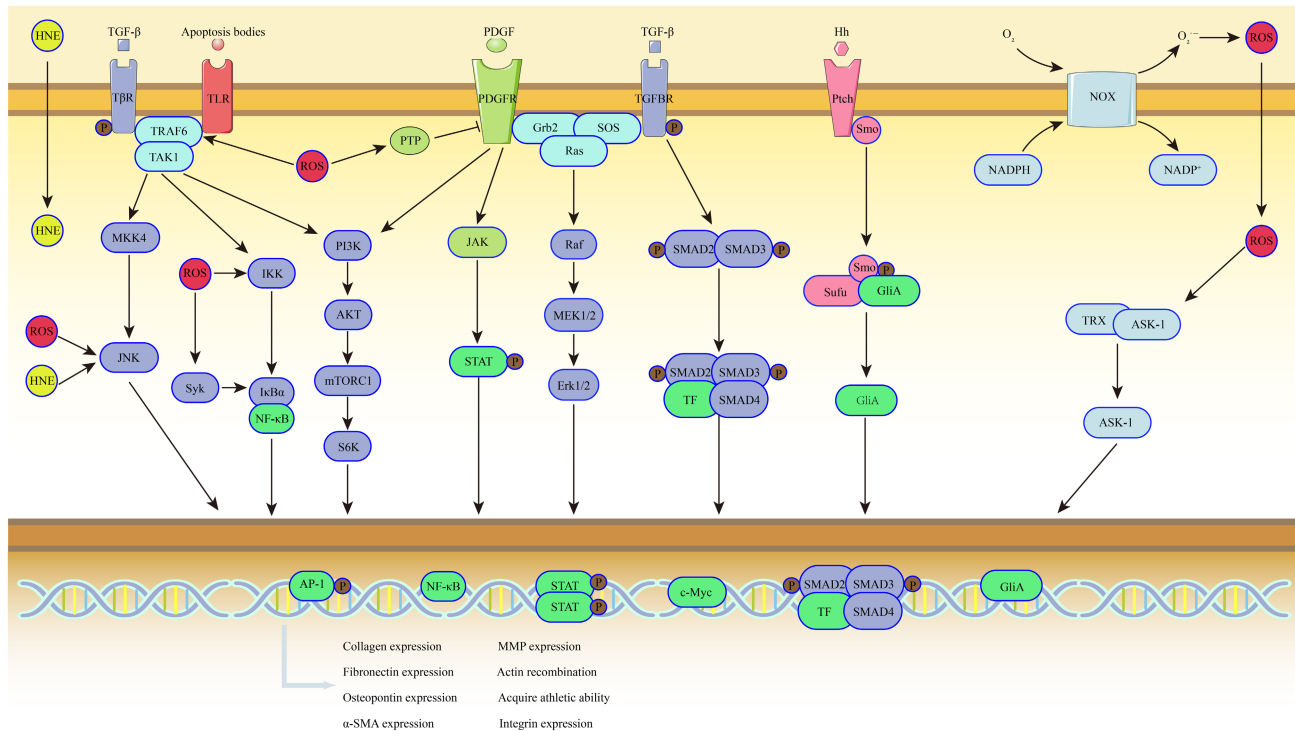 HNE
TGF-β
Apoptosis bodies
PDGF
TGF-β
Hh
O2
O2·−
ROS
TβR
TLR
PDGFR
TGFBR
Ptch
NOX
P
TRAF6
TAK1
ROS
PTP
Grb2
SOS
Ras
P
Smo
NADPH
NADP+
HNE
MKK4
PI3K
JAK
Raf
P
SMAD2
SMAD3
P
ROS
ROS
IKK
Smo
P
Sufu
GliA
AKT
MEK1/2
TRX
ASK-1
ROS
JNK
HNE
STAT
P
Syk
IκBα
NF-κB
mTORC1
Erk1/2
P
SMAD2
SMAD3
P
TF
SMAD4
GliA
ASK-1
S6K
AP-1
P
NF-κB
STAT
P
STAT
P
c-Myc
P
SMAD2
SMAD3
P
TF
SMAD4
GliA
Collagen expression
MMP expression
Fibronectin expression
Actin recombination
Osteopontin expression
Acquire athletic ability
α-SMA expression
Integrin expression